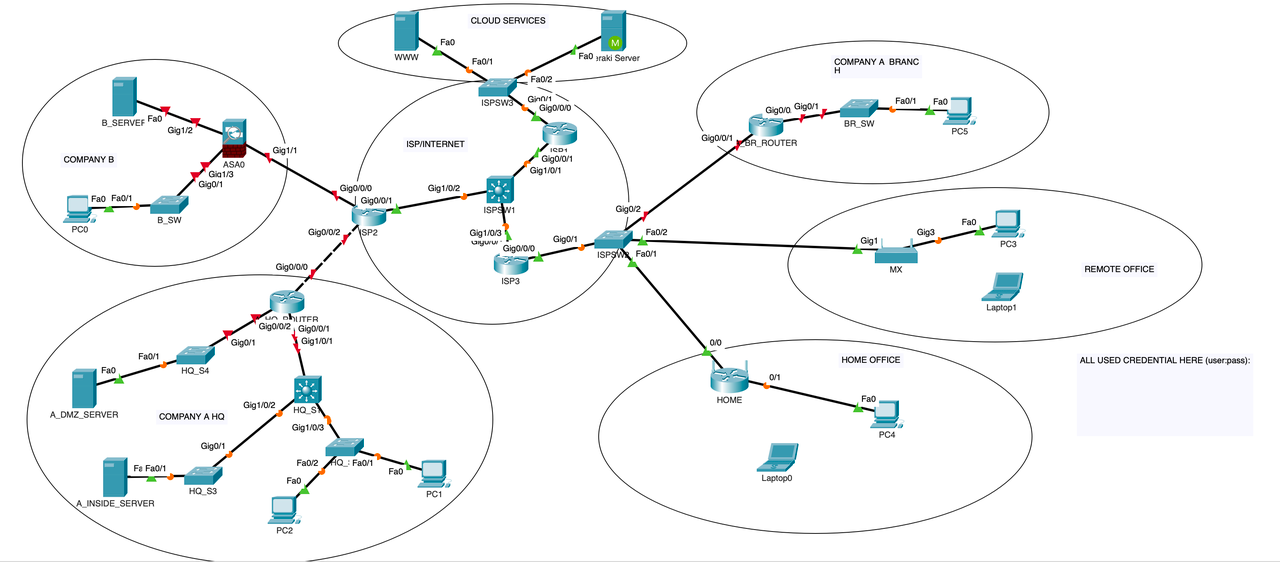 CLOUD SERVICES
WWW
Fa0
Fa0/1
Fa0
eraki Server
M
Fa0/2
ISPSW3
Gig0/0/0
COMPANY A BRANC
H
Gig0/0
Gig0/1
Fa0/1
Fa0
BR_SW
PC5
BR_ROUTER
Gig0/0/1
B_SERVER
Fa0
Gig1/2
ASA0
Gig1/1
COMPANY B
Gig1/3
Gig0/1
Fa0
Fa0/1
PC0
B_SW
ISP/INTERNET
Gig0/0/1
Gig1/0/1
Gig0/0/0
Gig0/0/1
Gig1/0/2
ISPSW1
ISP2
Gig0/0/2
Gig1/0/3
Gig0/0/0
Gig0/1
ISP3
Gig0/2
Fa0/2
ISPSW2
Fa0/1
Gig1
Gig3
Fa0
MX
PC3
REMOTE OFFICE
Laptop1
Gig0/0/0
HQ_ROUTER
Gig0/0/2
Gig0/0/1
Gig0/1
Gig1/0/1
Fa0/1
Fa0
HQ_S4
A_DMZ_SERVER
COMPANY A HQ
Gig1/0/2
HQ_S1
Gig1/0/3
Gig0/1
Fa0/1
HQ_S3
A_INSIDE_SERVER
Fa0/2
Fa0/1
Fa0
Fa0
PC1
PC2
0/0
HOME OFFICE
HOME
0/1
Fa0
PC4
Laptop0
ALL USED CREDENTIAL HERE (user:pass):